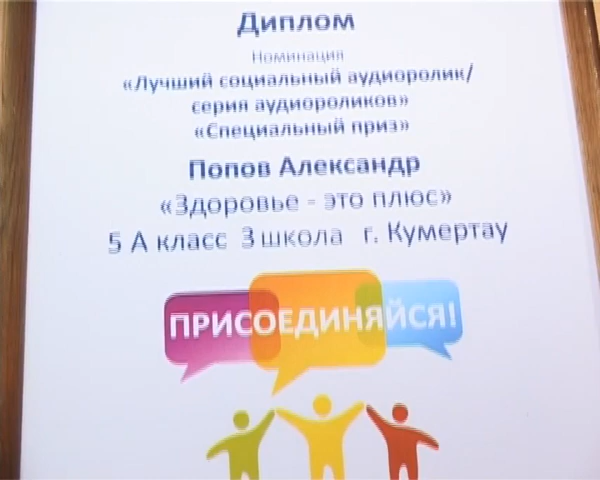 Диплом
Номинация
«Лучший социальный аудиоролик/
серия аудиороликов»
«Специальный приз»
Попов Александр
«Здоровье - это плюс»
5 А класс 3 школа г. Кумертау
ПРИСОЕДИНЯЙСЯ!